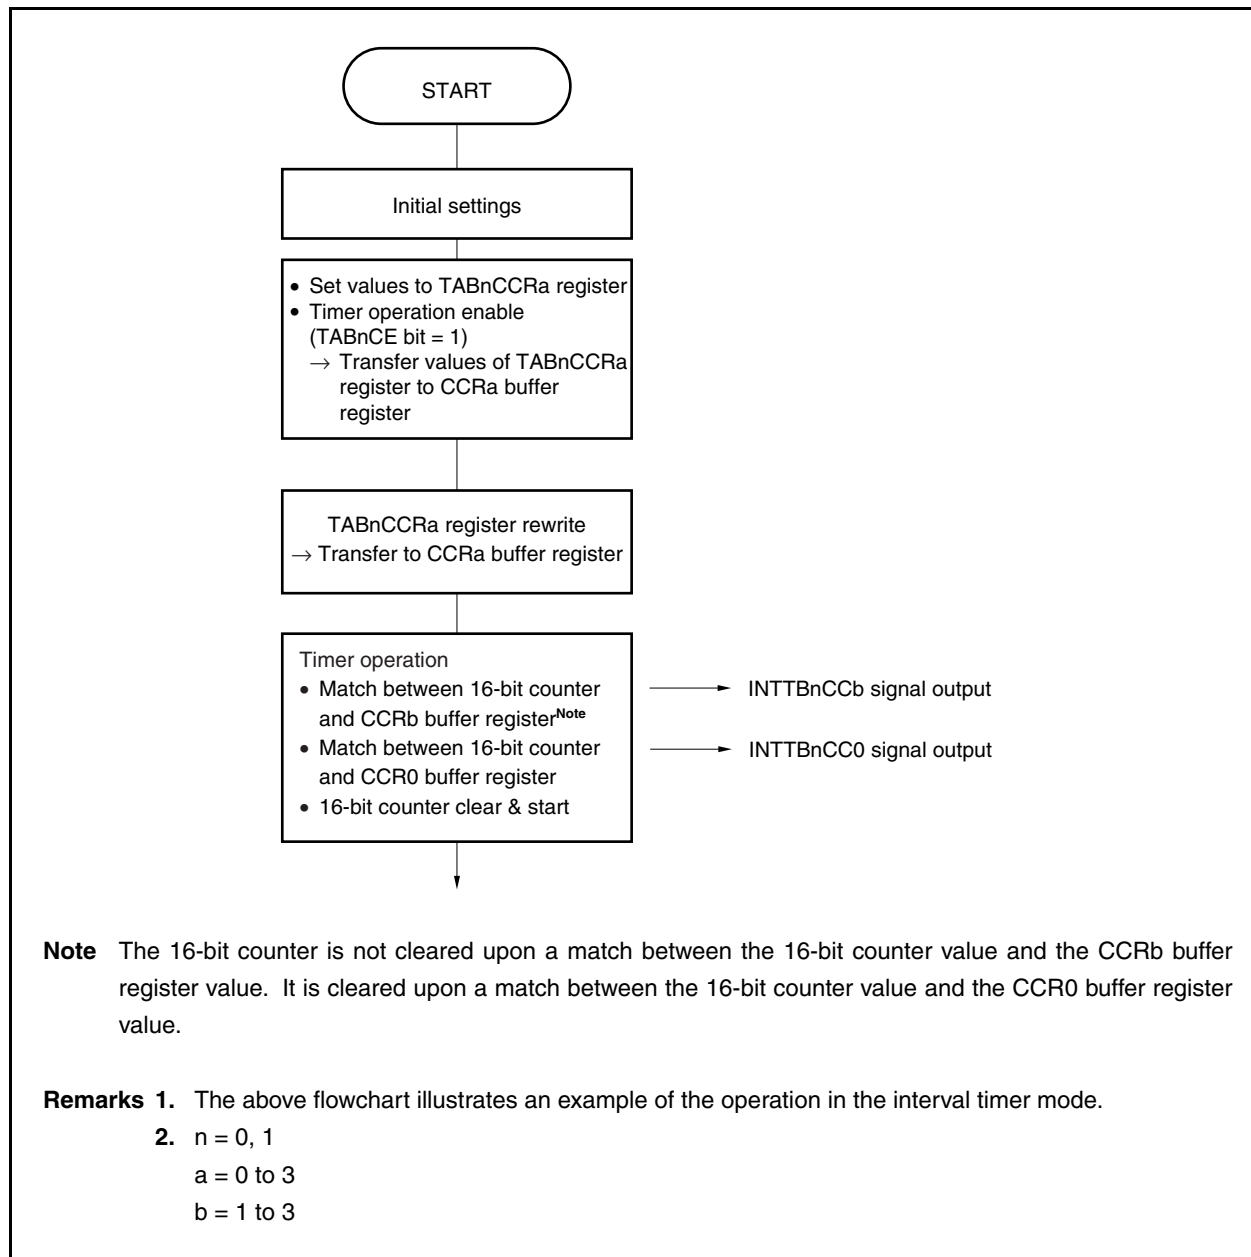 START
Initial settings
• Set values to TABnCCRa register
• Timer operation enable
(TABnCE bit = 1)
→ Transfer values of TABnCCRa
register to CCRa buffer
register
TABnCCRa register rewrite
→ Transfer to CCRa buffer register
Timer operation
• Match between 16-bit counter
and CCRb buffer registerNote
• Match between 16-bit counter
and CCR0 buffer register
• 16-bit counter clear & start
INTTBnCCb signal output
INTTBnCC0 signal output
Note The 16-bit counter is not cleared upon a match between the 16-bit counter value and the CCRb buffer
register value. It is cleared upon a match between the 16-bit counter value and the CCR0 buffer register
value.
Remarks 1. The above flowchart illustrates an example of the operation in the interval timer mode.
2. n = 0, 1
a = 0 to 3
b = 1 to 3